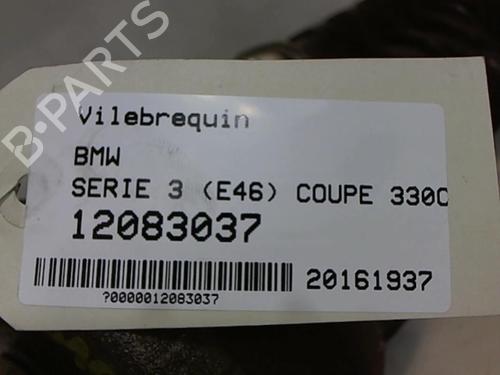 B-PARTS
Vilebrequin
BMW
SERIE 3 (E46) COUPE 330C
12083037
20161937
?0000012083037